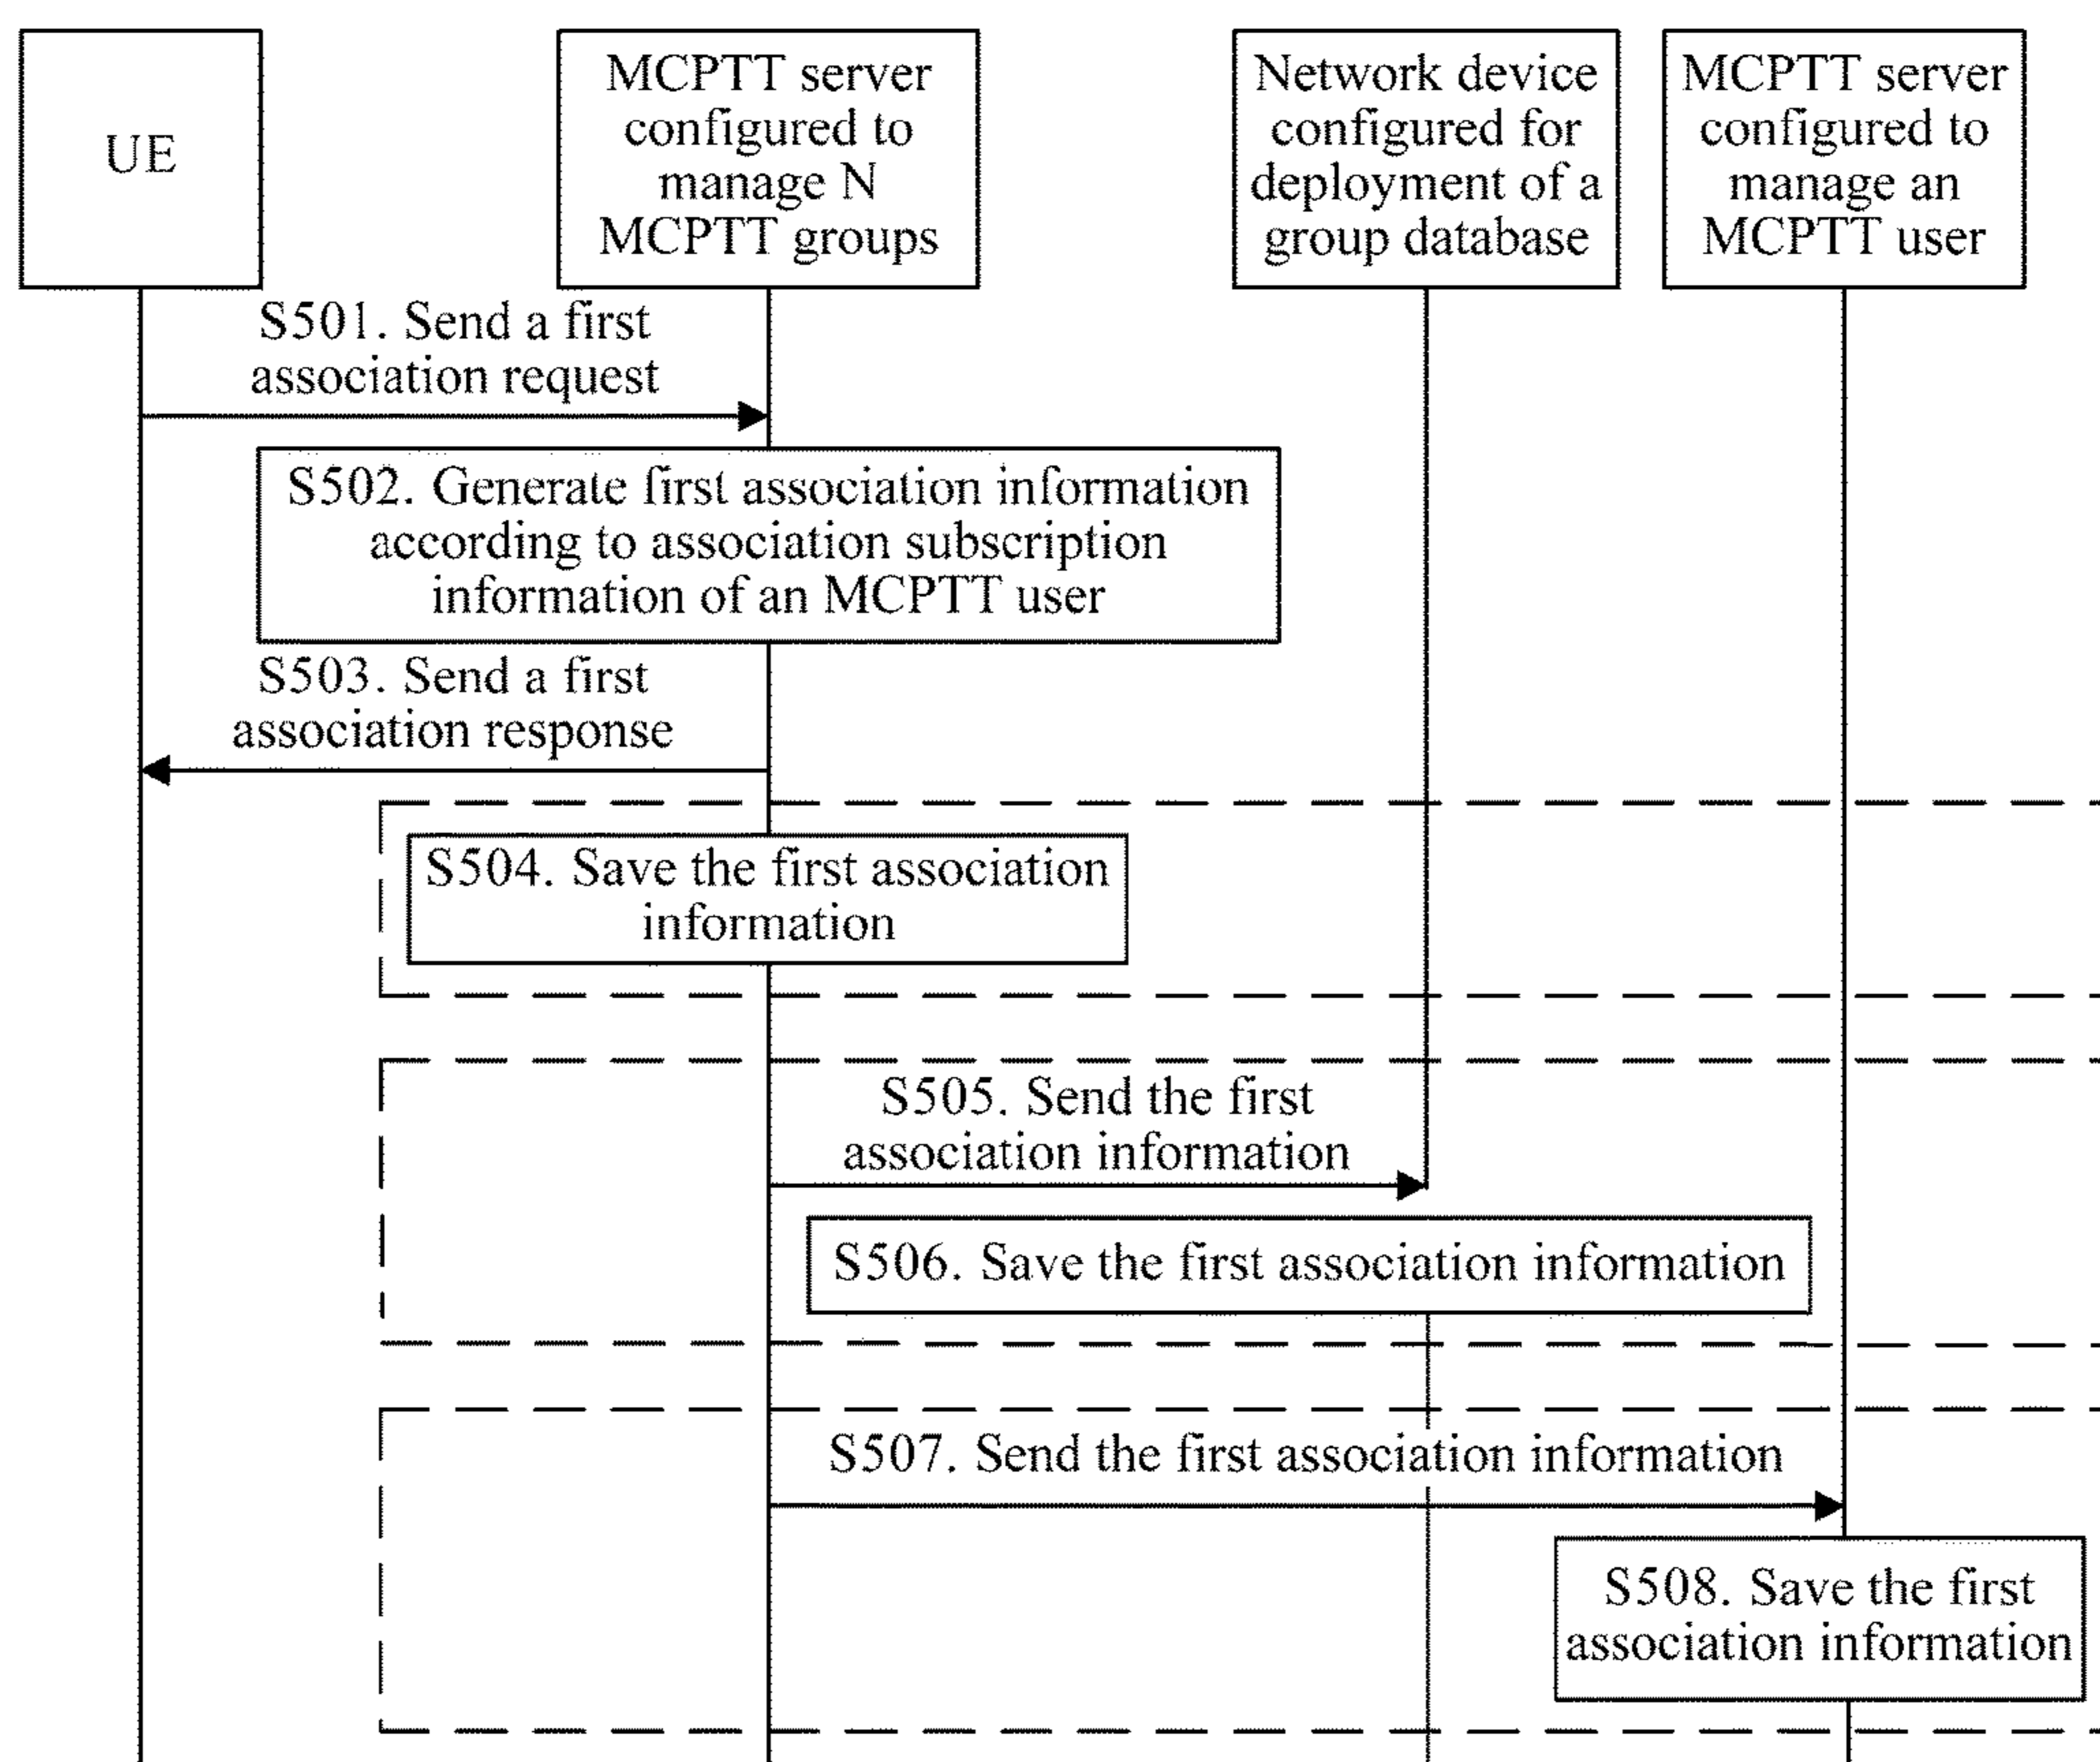 UE
MCPTT server
configured to
manage N
MCPTT groups
Network device
configured for
deployment of a
group database
MCPTT server
configured to
manage an
MCPTT user
S501. Send a first
association request
S502. Generate first association information
according to association subscription
information of an MCPTT user
S503. Send a first
association response
S504. Save the first association
information
S505. Send the first
association information
S506. Save the first association information
S507. Send the first association information
S508. Save the first
association information